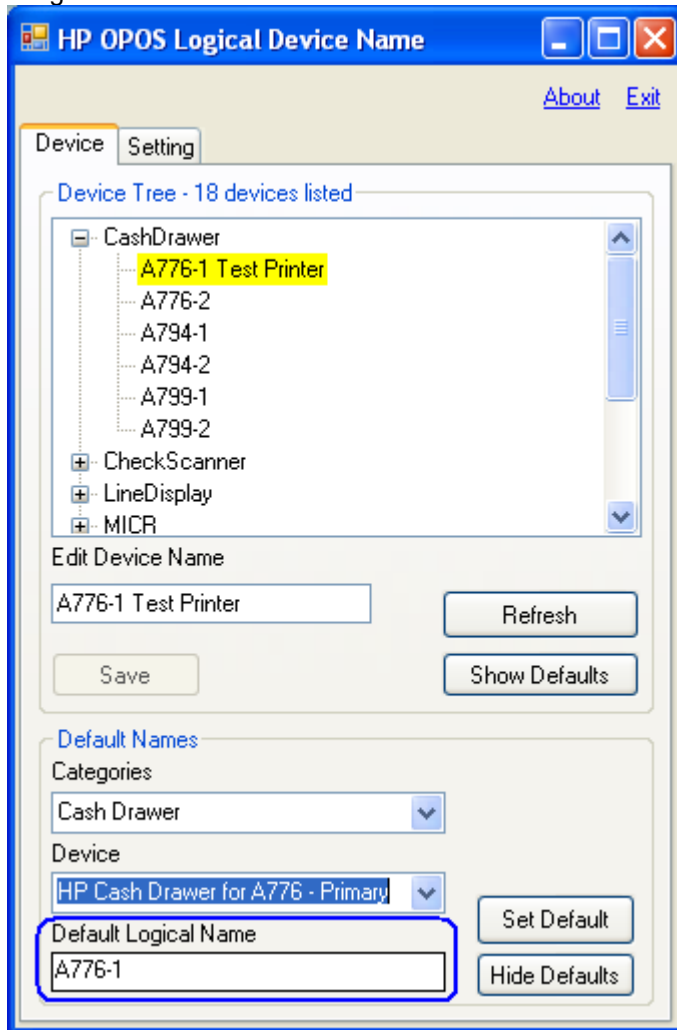 HP OPOS Logical Device Name
About Exit
Device Setting
Device Tree - 18 devices listed
CashDrawer
A776-1 Test Printer
A776-2
A794-1
A794-2
A799-1
A799-2
CheckScanner
LineDisplay
MICR
Edit Device Name
A776-1 Test Printer
Refresh
Save
Show Defaults
Default Names
Categories
Cash Drawer
Device
HP Cash Drawer for A776 - Primary
Set Default
Default Logical Name
A776-1
Hide Defaults